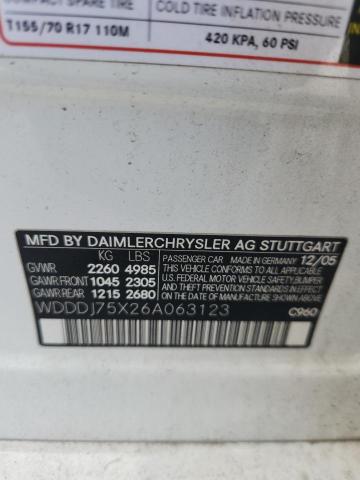 COMPACT SPARE TIRE COLD TIRE INFLATION PRESSURE
T155/70 R17 110M 420 KPA, 60 PSI
MFD BY DAIMLERCHRYSLER AG STUTTGART
KG LBS PASSENGER CAR MADE IN GERMANY 12/05
GVWR 2260 4985 THIS VEHICLE CONFORMS TO ALL
GAWR.FRONT 1045 2305 APPLICABLE U.S.FEDERAL MOTOR
GAWR.REAR 1215 2680 VEHICLE SAFETY,BUMPER
AND THEFT PREVENTION
STANDARDS IN EFFECT ON THE DATE
OF MANUFACTURE SHOWN ABOVE
WDDDJ75X26A063123 C960